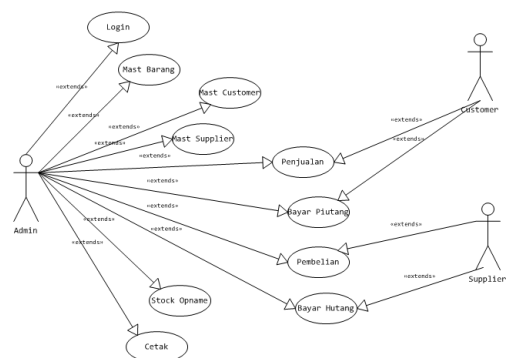 Login
Mast Barang
«extends»
«extends»
Mast Customer
«extends»
Customer
Mast Supplier
«extends»
«extends»
«extends»
«extends»
Penjualan
«extends»
«extends»
Bayar Piutang
Admin
«extends»
«extends»
«extends»
Pembelian
«extends»
Supplier
Stock Opname
Bayar Hutang
Cetak